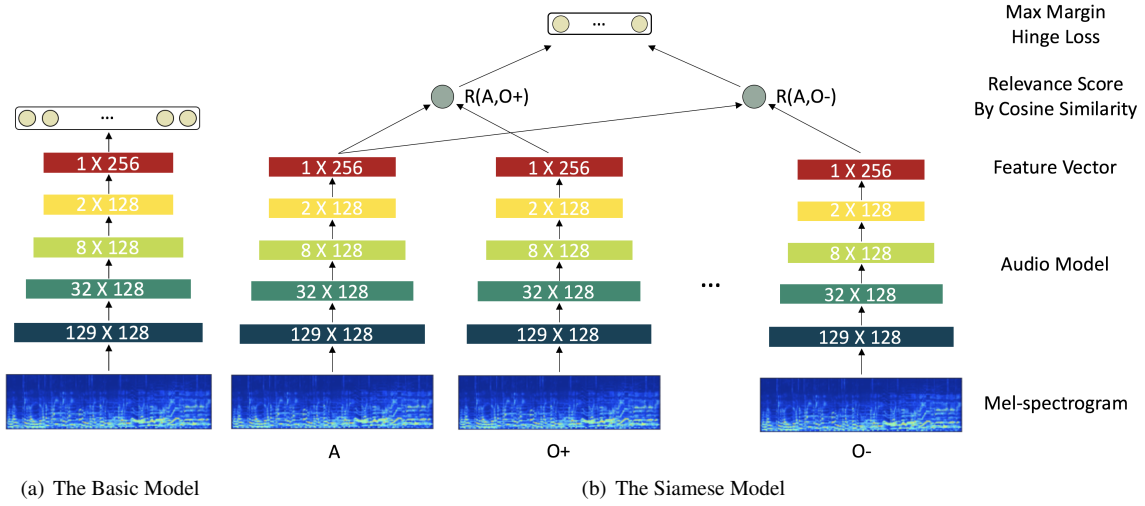 Max Margin
Hinge Loss
...
R(A,O+)
R(A,O-)
Relevance Score
By Cosine Similarity
...
1 X 256
1 X 256
1 X 256
1 X 256
Feature Vector
2 X 128
2 X 128
2 X 128
2 X 128
8 X 128
8 X 128
8 X 128
8 X 128
Audio Model
32 X 128
32 X 128
32 X 128
32 X 128
...
129 X 128
129 X 128
129 X 128
129 X 128
Mel-spectrogram
A
O+
O-
(a) The Basic Model
(b) The Siamese Model